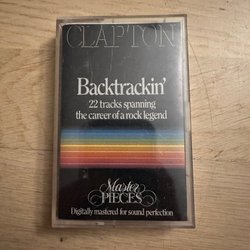 CLAPTON
Backtrackin'
22 tracks spanning
the career of a rock legend
Master
PIECES
Digitally mastered for sound perfection